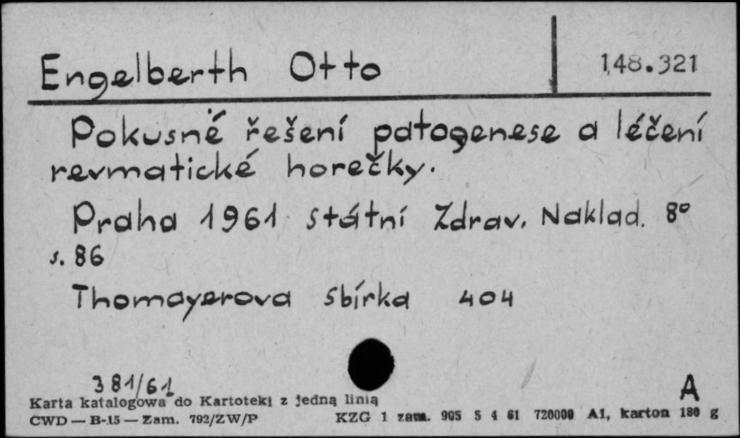 Engelberth Otto 148.321
Pokusné řešení patogenese a léčení
revmatické horečky.
Praha 1961 státní Zdrav. Naklad. 8º
s. 86
Thomayerova sbírka 404
381/61 A
Karta katalogowa do Kartoteki z jedną linią
CWD — B-15 — Zam. 792/ZW/P KZG 1 zam. 905 5 4 61 720000 A1, karton 180 g